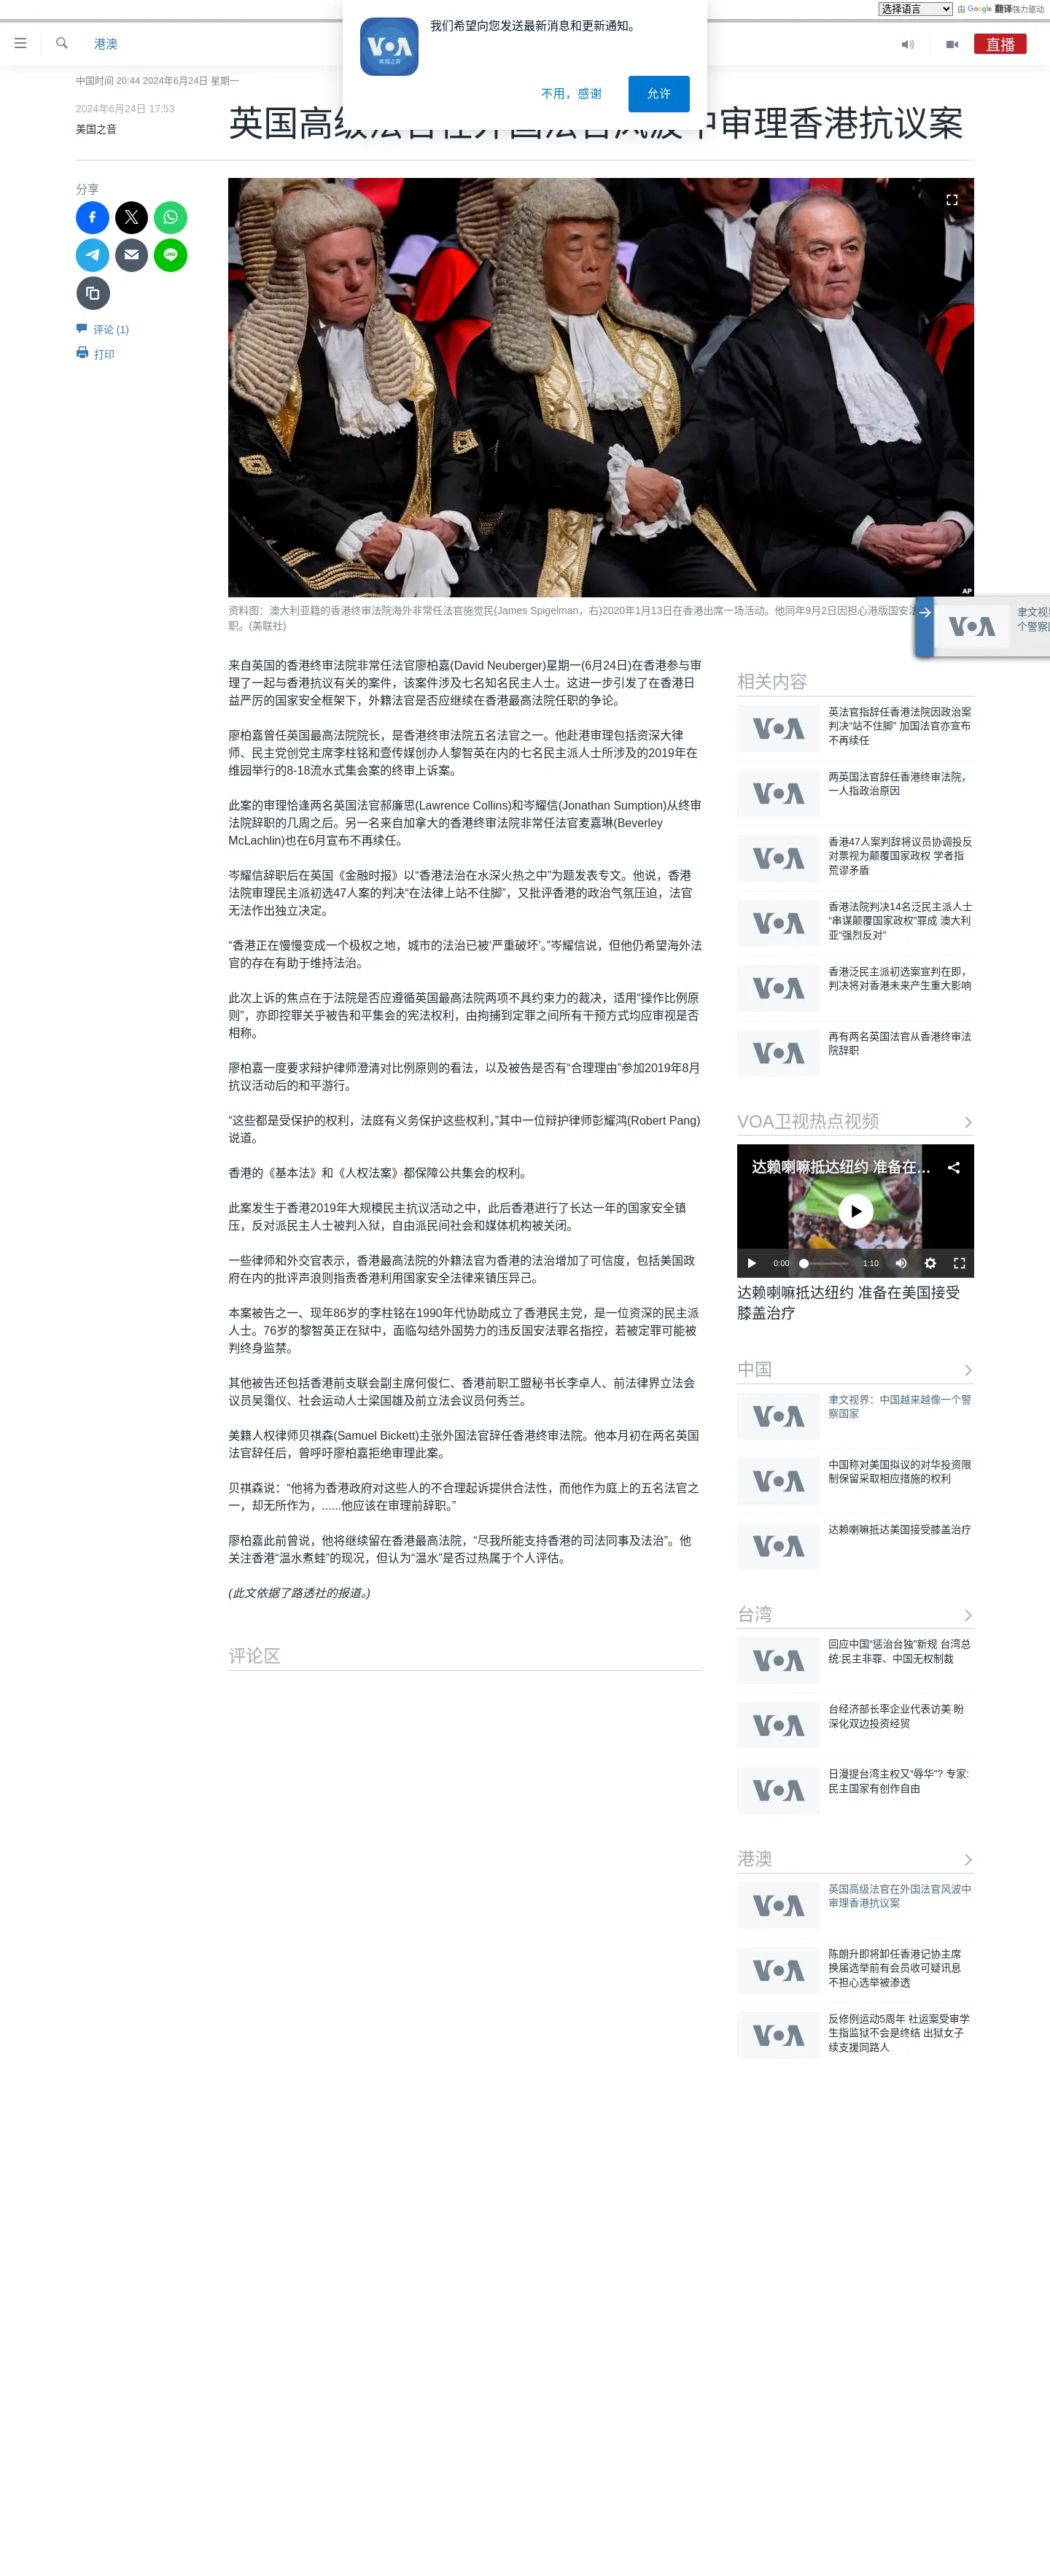 选择语言 由 Google 翻译强力驱动
我们希望向您发送最新消息和更新通知。
VOA
美国之音
不用，感谢
允许
港澳
直播
中国时间 20:44 2024年6月24日 星期一
2024年6月24日 17:53
美国之音
英国高级法官在外国法官风波中审理香港抗议案
分享
评论 (1)
打印
AP
资料图：澳大利亚籍的香港终审法院海外非常任法官施觉民(James Spigelman，右)2020年1月13日在香港出席一场活动。他同年9月2日因担心港版国安法
职。(美联社)
VOA
聿文视
个警察
来自英国的香港终审法院非常任法官廖柏嘉(David Neuberger)星期一(6月24日)在香港参与审
理了一起与香港抗议有关的案件，该案件涉及七名知名民主人士。这进一步引发了在香港日
益严厉的国家安全框架下，外籍法官是否应继续在香港最高法院任职的争论。
廖柏嘉曾任英国最高法院院长，是香港终审法院五名法官之一。他赴港审理包括资深大律
师、民主党创党主席李柱铭和壹传媒创办人黎智英在内的七名民主派人士所涉及的2019年在
维园举行的8-18流水式集会案的终审上诉案。
此案的审理恰逢两名英国法官郝廉思(Lawrence Collins)和岑耀信(Jonathan Sumption)从终审
法院辞职的几周之后。另一名来自加拿大的香港终审法院非常任法官麦嘉琳(Beverley
McLachlin)也在6月宣布不再续任。
岑耀信辞职后在英国《金融时报》以“香港法治在水深火热之中”为题发表专文。他说，香港
法院审理民主派初选47人案的判决“在法律上站不住脚”，又批评香港的政治气氛压迫，法官
无法作出独立决定。
“香港正在慢慢变成一个极权之地，城市的法治已被‘严重破坏’。”岑耀信说，但他仍希望海外法
官的存在有助于维持法治。
此次上诉的焦点在于法院是否应遵循英国最高法院两项不具约束力的裁决，适用“操作比例原
则”，亦即控罪关乎被告和平集会的宪法权利，由拘捕到定罪之间所有干预方式均应审视是否
相称。
廖柏嘉一度要求辩护律师澄清对比例原则的看法，以及被告是否有“合理理由”参加2019年8月
抗议活动后的和平游行。
“这些都是受保护的权利，法庭有义务保护这些权利，”其中一位辩护律师彭耀鸿(Robert Pang)
说道。
香港的《基本法》和《人权法案》都保障公共集会的权利。
此案发生于香港2019年大规模民主抗议活动之中，此后香港进行了长达一年的国家安全镇
压，反对派民主人士被判入狱，自由派民间社会和媒体机构被关闭。
一些律师和外交官表示，香港最高法院的外籍法官为香港的法治增加了可信度，包括美国政
府在内的批评声浪则指责香港利用国家安全法律来镇压异己。
本案被告之一、现年86岁的李柱铭在1990年代协助成立了香港民主党，是一位资深的民主派
人士。76岁的黎智英正在狱中，面临勾结外国势力的违反国安法罪名指控，若被定罪可能被
判终身监禁。
其他被告还包括香港前支联会副主席何俊仁、香港前职工盟秘书长李卓人、前法律界立法会
议员吴霭仪、社会运动人士梁国雄及前立法会议员何秀兰。
美籍人权律师贝祺森(Samuel Bickett)主张外国法官辞任香港终审法院。他本月初在两名英国
法官辞任后，曾呼吁廖柏嘉拒绝审理此案。
贝祺森说：“他将为香港政府对这些人的不合理起诉提供合法性，而他作为庭上的五名法官之
一，却无所作为，......他应该在审理前辞职。”
廖柏嘉此前曾说，他将继续留在香港最高法院，“尽我所能支持香港的司法同事及法治”。他
关注香港“温水煮蛙”的现况，但认为“温水”是否过热属于个人评估。
(此文依据了路透社的报道。)
评论区
相关内容
VOA
英法官指辞任香港法院因政治案
判决“站不住脚” 加国法官亦宣布
不再续任
VOA
两英国法官辞任香港终审法院，
一人指政治原因
VOA
香港47人案判辞将议员协调投反
对票视为颠覆国家政权 学者指
荒谬矛盾
VOA
香港法院判决14名泛民主派人士
“串谋颠覆国家政权”罪成 澳大利
亚“强烈反对”
VOA
香港泛民主派初选案宣判在即，
判决将对香港未来产生重大影响
VOA
再有两名英国法官从香港终审法
院辞职
VOA卫视热点视频
达赖喇嘛抵达纽约 准备在...
0:00
1:10
达赖喇嘛抵达纽约 准备在美国接受
膝盖治疗
中国
VOA
聿文视界：中国越来越像一个警
察国家
VOA
中国称对美国拟议的对华投资限
制保留采取相应措施的权利
VOA
达赖喇嘛抵达美国接受膝盖治疗
台湾
VOA
回应中国“惩治台独”新规 台湾总
统:民主非罪、中国无权制裁
VOA
台经济部长率企业代表访美 盼
深化双边投资经贸
VOA
日漫提台湾主权又“辱华”? 专家:
民主国家有创作自由
港澳
VOA
英国高级法官在外国法官风波中
审理香港抗议案
VOA
陈朗升即将卸任香港记协主席
换届选举前有会员收可疑讯息
不担心选举被渗透
VOA
反修例运动5周年 社运案受审学
生指监狱不会是终结 出狱女子
续支援同路人